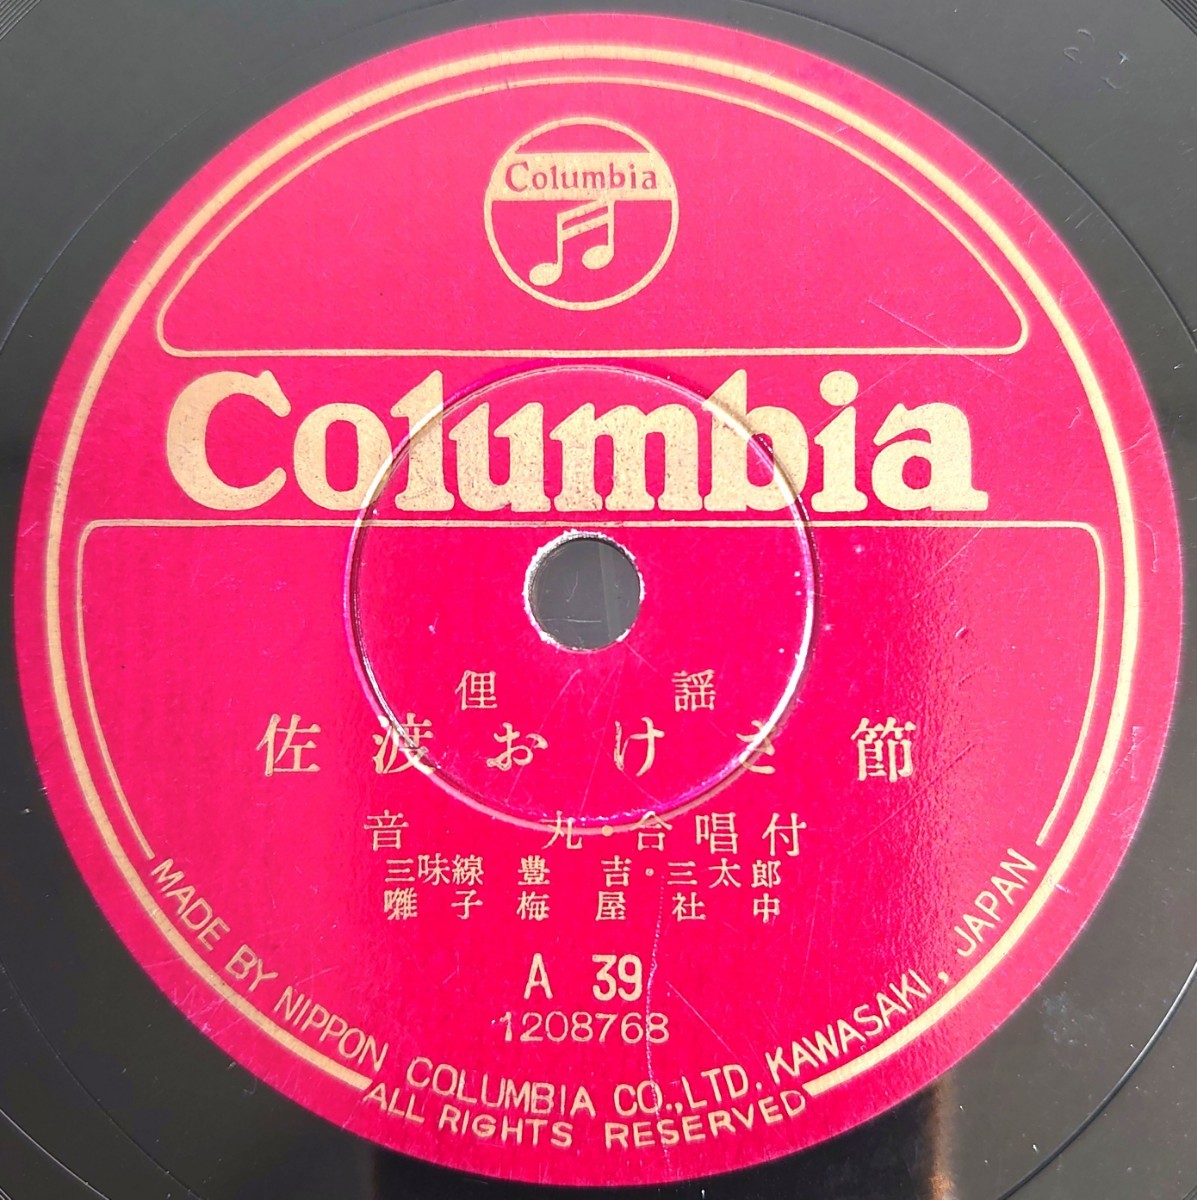 Columbia
Columbia
俚謡
佐渡おけさ節
音丸・合唱付
三味線 豊吉・三太郎
囃子 梅屋社中
A 39
1208768
MADE BY NIPPON COLUMBIA CO., LTD. KAWASAKI, JAPAN
ALL RIGHTS RESERVED